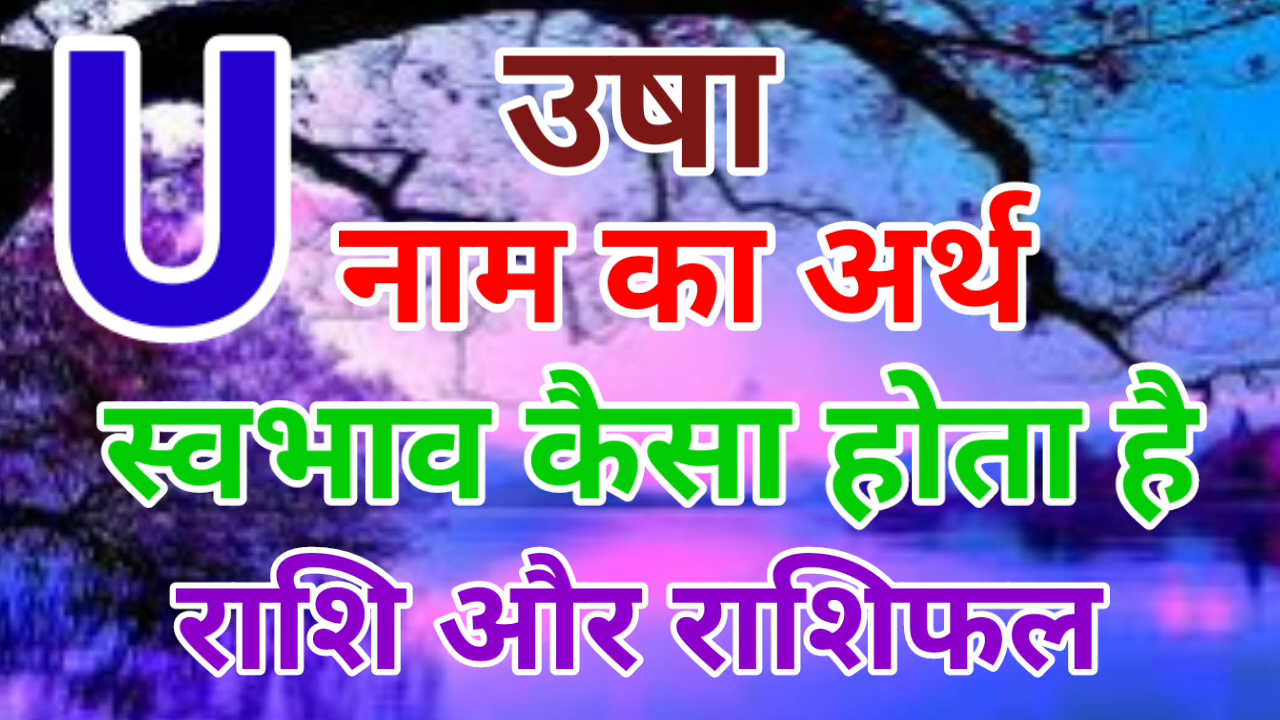 U
उषा
नाम का अर्थ
स्वभाव कैसा होता है
राशि और राशिफल